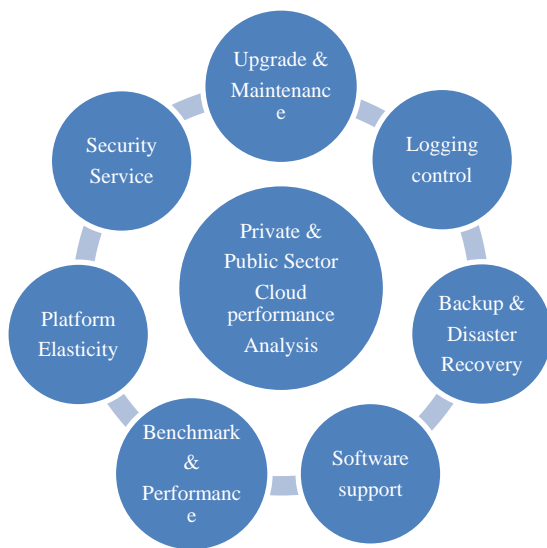 Upgrade &
Maintenanc
e
Security
Service
Logging
control
Private &
Public Sector
Cloud
performance
Analysis
Platform
Elasticity
Backup &
Disaster
Recovery
Benchmark
&
Performanc
e
Software
support